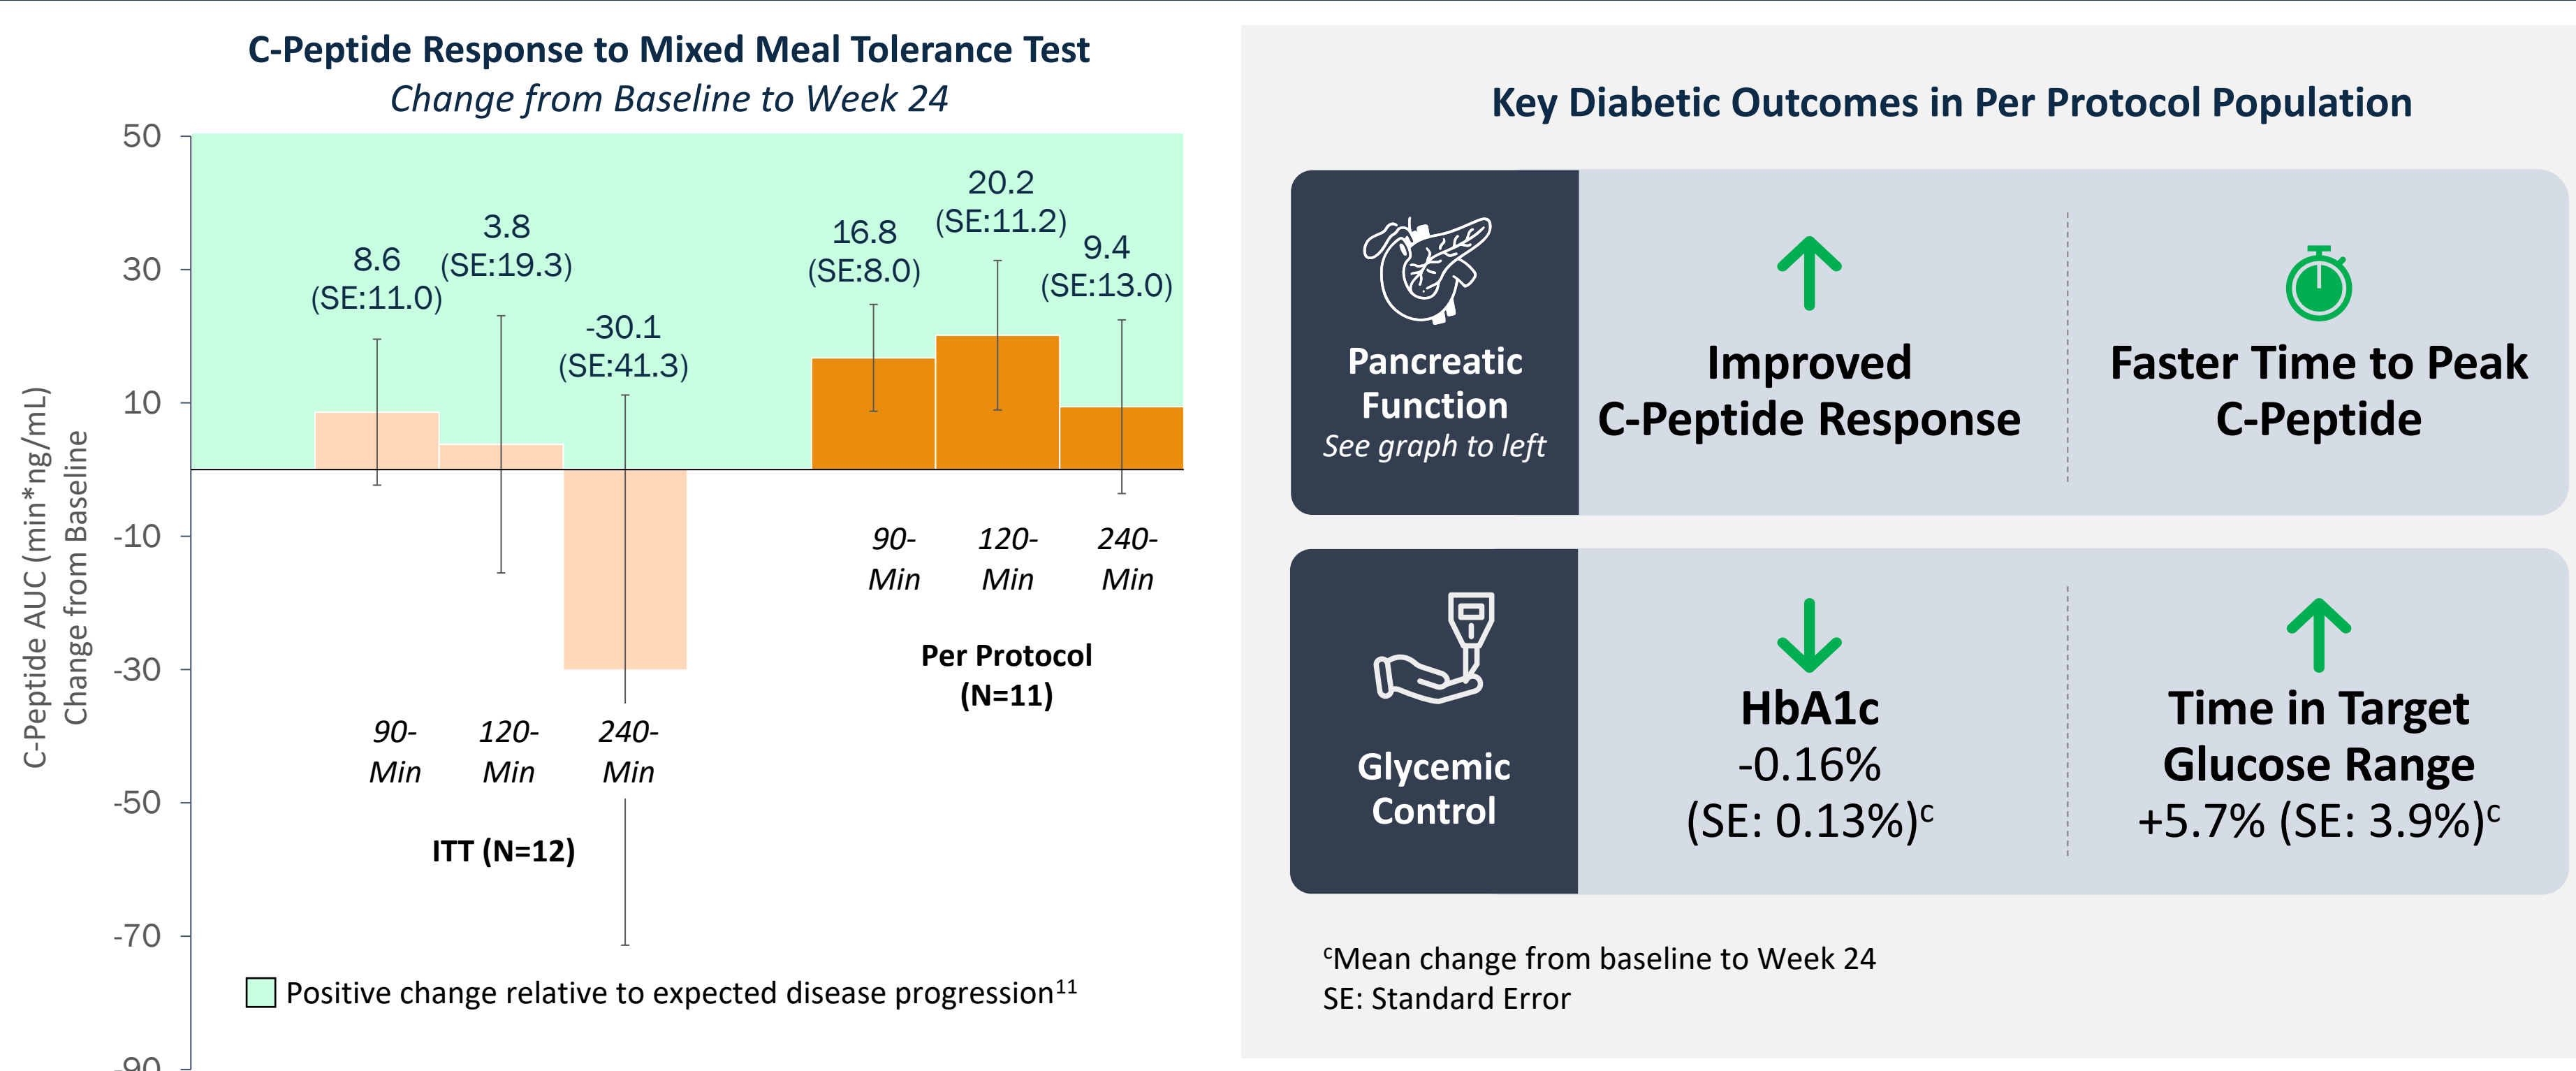 C-Peptide Response to Mixed Meal Tolerance Test
Change from Baseline to Week 24
C-Peptide AUC (min*ng/mL)
Change from Baseline
50
30
10
-10
-30
-50
-70
-90
8.6
(SE:11.0)
3.8
(SE:19.3)
-30.1
(SE:41.3)
16.8
(SE:8.0)
20.2
(SE:11.2)
9.4
(SE:13.0)
90-
Min
120-
Min
240-
Min
ITT (N=12)
90-
Min
120-
Min
240-
Min
Per Protocol
(N=11)
Positive change relative to expected disease progression¹¹
Key Diabetic Outcomes in Per Protocol Population
Pancreatic
Function
See graph to left
Improved
C-Peptide Response
Faster Time to Peak
C-Peptide
Glycemic
Control
HbA1c
-0.16%
(SE: 0.13%)ᶜ
Time in Target
Glucose Range
+5.7% (SE: 3.9%)ᶜ
ᶜMean change from baseline to Week 24
SE: Standard Error